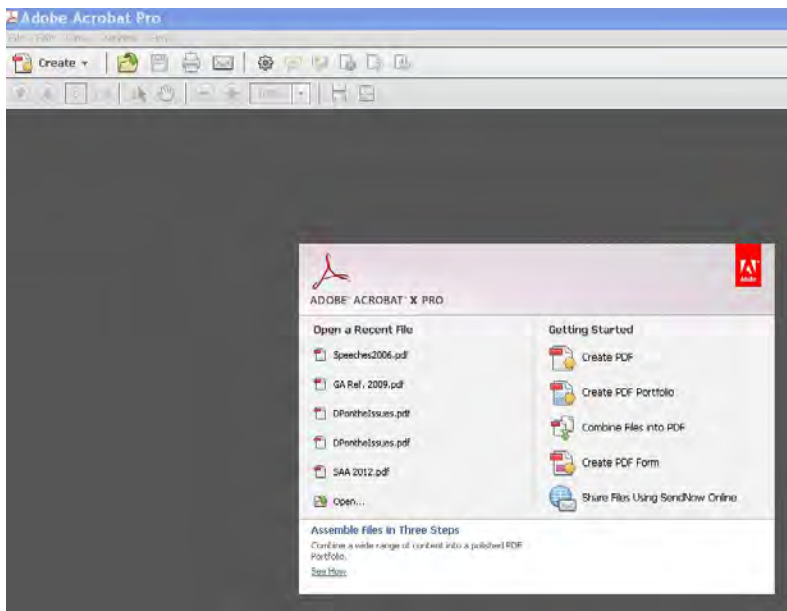 Adobe Acrobat Pro
Create
ADOBE ACROBAT X PRO
Adobe
Open a Recent File
Speeches2006.pdf
GA Ref. 2009.pdf
DPontheIssues.pdf
DPontheIssues.pdf
SAA 2012.pdf
Open...
Getting Started
Create PDF
Create PDF Portfolio
Combine Files into PDF
Create PDF Form
Share Files Using SendNow Online
Assemble Files in Three Steps
Combine a wide range of content into a polished PDF
Portfolio.
See How